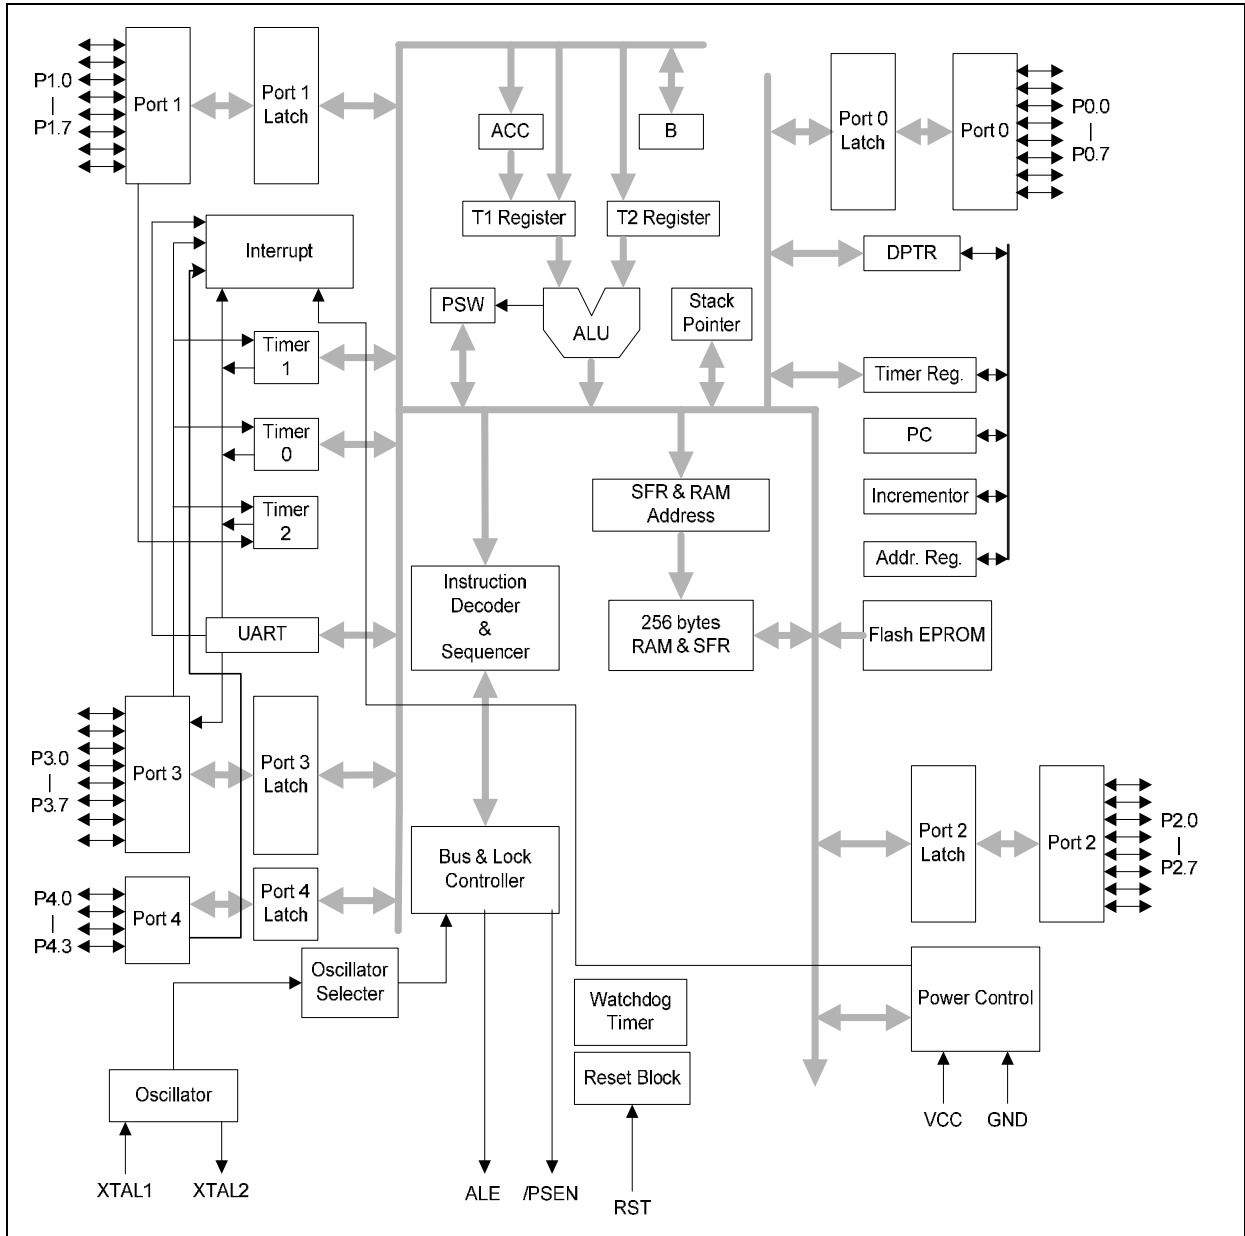 P1.0
|
P1.7
Port 1
Port 1
Latch
ACC
B
Port 0
Latch
Port 0
P0.0
|
P0.7
T1 Register
T2 Register
Interrupt
DPTR
PSW
ALU
Stack
Pointer
Timer
1
Timer Reg.
Timer
0
PC
Timer
2
SFR & RAM
Address
Incrementor
Addr. Reg.
Instruction
Decoder
&
Sequencer
256 bytes
RAM & SFR
Flash EPROM
UART
P3.0
|
P3.7
Port 3
Port 3
Latch
Port 2
Latch
Port 2
P2.0
|
P2.7
Bus & Lock
Controller
P4.0
|
P4.3
Port 4
Port 4
Latch
Oscillator
Selecter
Watchdog
Timer
Power Control
Reset Block
Oscillator
VCC
GND
XTAL1
XTAL2
ALE
/PSEN
RST